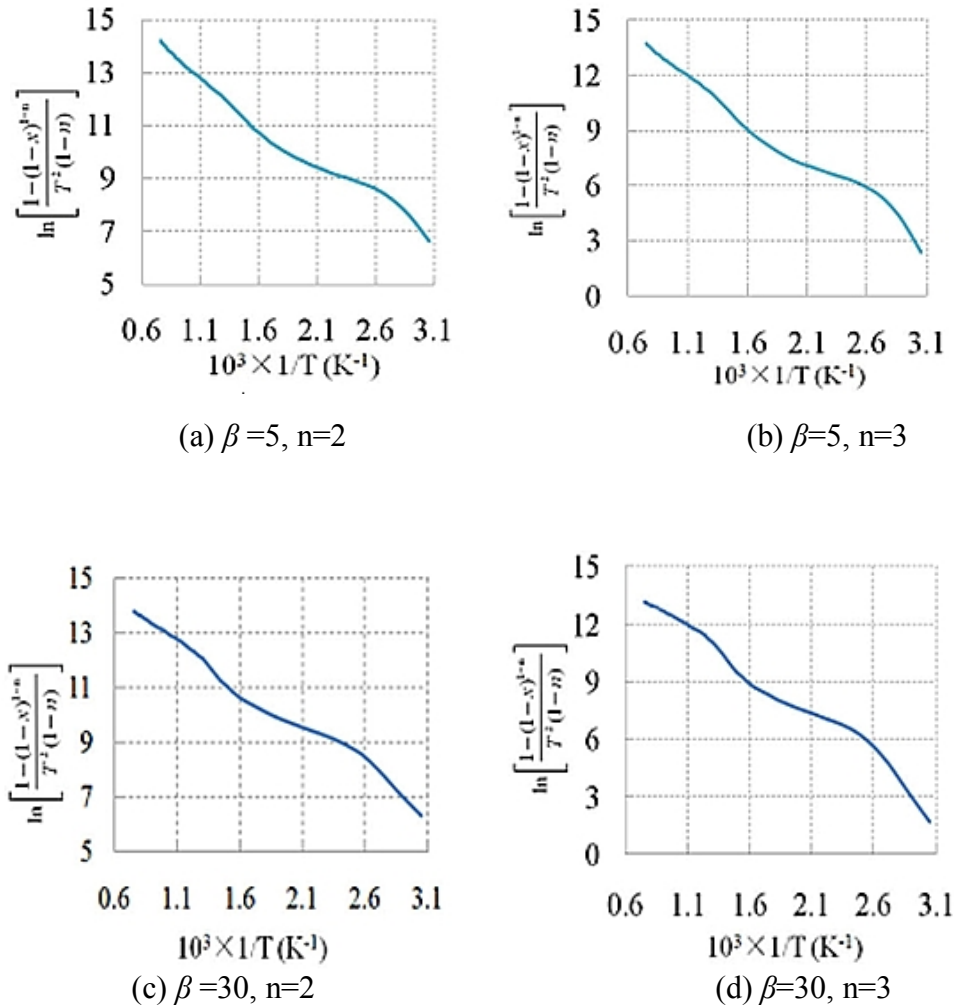 15
13
11
9
7
5
ln[(1−(1−x)^{1−n})/(T²(1−n))]
0.6 1.1 1.6 2.1 2.6 3.1
10³×1/T (K⁻¹)
(a) β =5, n=2
15
12
9
6
3
0
ln[(1−(1−x)^{1−n})/(T²(1−n))]
0.6 1.1 1.6 2.1 2.6 3.1
10³×1/T (K⁻¹)
(b) β=5, n=3
15
13
11
9
7
5
ln[(1−(1−x)^{1−n})/(T²(1−n))]
0.6 1.1 1.6 2.1 2.6 3.1
10³×1/T (K⁻¹)
(c) β =30, n=2
15
12
9
6
3
0
ln[(1−(1−x)^{1−n})/(T²(1−n))]
0.6 1.1 1.6 2.1 2.6 3.1
10³×1/T (K⁻¹)
(d) β=30, n=3